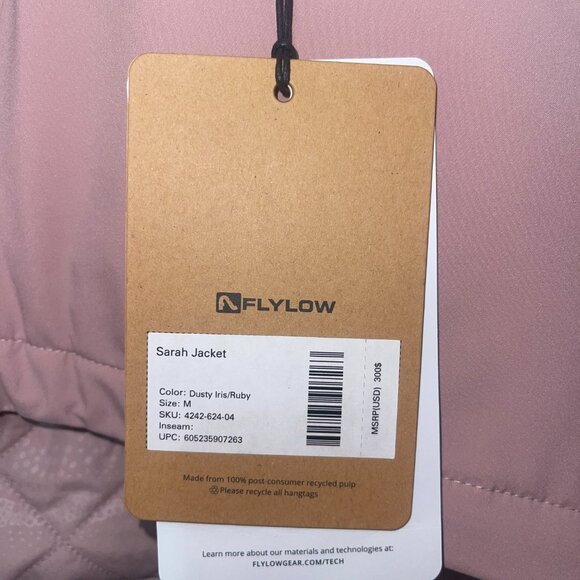 FLYLOW
Sarah Jacket
Color: Dusty Iris/Ruby
Size: M
SKU: 4242-624-04
Inseam:
UPC: 605235907263
MSRP(USD) 300$
Made from 100% post-consumer recycled pulp
Please recycle all hangtags
Learn more about our materials and technologies at:
FLYLOWGEAR.COM/TECH